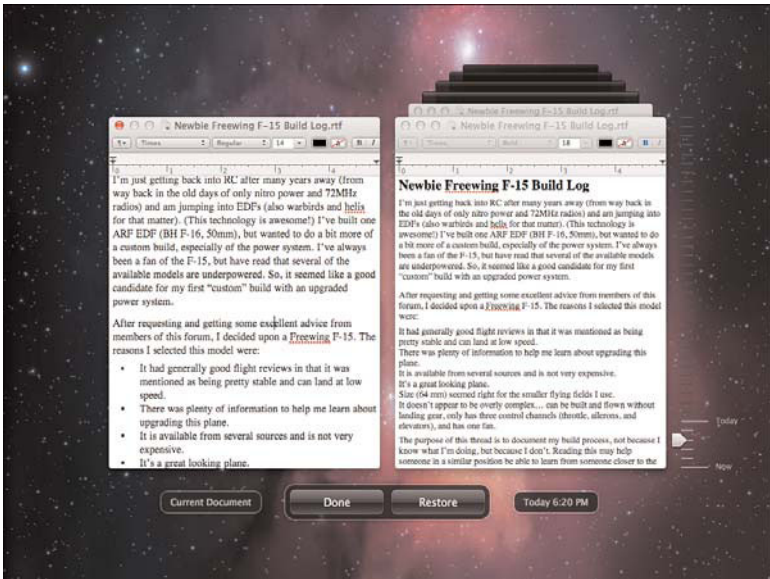 Newbie Freewing F-15 Build Log.rtf
Times
Regular
14
B I
0 1 2 3 4
I'm just getting back into RC after many years away (from
way back in the old days of only nitro power and 72MHz
radios) and am jumping into EDFs (also warbirds and helis
for that matter). (This technology is awesome!) I've built one
ARF EDF (BH F-16, 50mm), but wanted to do a bit more of
a custom build, especially of the power system. I've always
been a fan of the F-15, but have read that several of the
available models are underpowered. So, it seemed like a good
candidate for my first “custom” build with an upgraded
power system.
After requesting and getting some excellent advice from
members of this forum, I decided upon a Freewing F-15. The
reasons I selected this model were:
• It had generally good flight reviews in that it was
mentioned as being pretty stable and can land at low
speed.
• There was plenty of information to help me learn about
upgrading this plane.
• It is available from several sources and is not very
expensive.
• It's a great looking plane.
Newbie Freewing F-15 Build Log.rtf
Newbie Freewing F-15 Build Log.rtf
Times
Bold
18
B I
0 1 2 3 4
Newbie Freewing F-15 Build Log
I'm just getting back into RC after many years away (from way back in
the old days of only nitro power and 72MHz radios) and am jumping into
EDFs (also warbirds and helis for that matter). (This technology is
awesome!) I've built one ARF EDF (BH F-16, 50mm), but wanted to do
a bit more of a custom build, especially of the power system. I've always
been a fan of the F-15, but have read that several of the available models
are underpowered. So, it seemed like a good candidate for my first
“custom” build with an upgraded power system.
After requesting and getting some excellent advice from members of this
forum, I decided upon a Freewing F-15. The reasons I selected this model
were:
It had generally good flight reviews in that it was mentioned as being
pretty stable and can land at low speed.
There was plenty of information to help me learn about upgrading this
plane.
It is available from several sources and is not very expensive.
It's a great looking plane.
Size (64 mm) seemed right for the smaller flying fields I use.
It doesn't appear to be overly complex… can be built and flown without
landing gear, only has three control channels (throttle, ailerons, and
elevators), and has one fan.
The purpose of this thread is to document my build process, not because I
know what I'm doing, but because I don't. Reading this may help
someone in a similar position be able to learn from someone closer to the
Today
Now
Current Document
Done
Restore
Today 6:20 PM